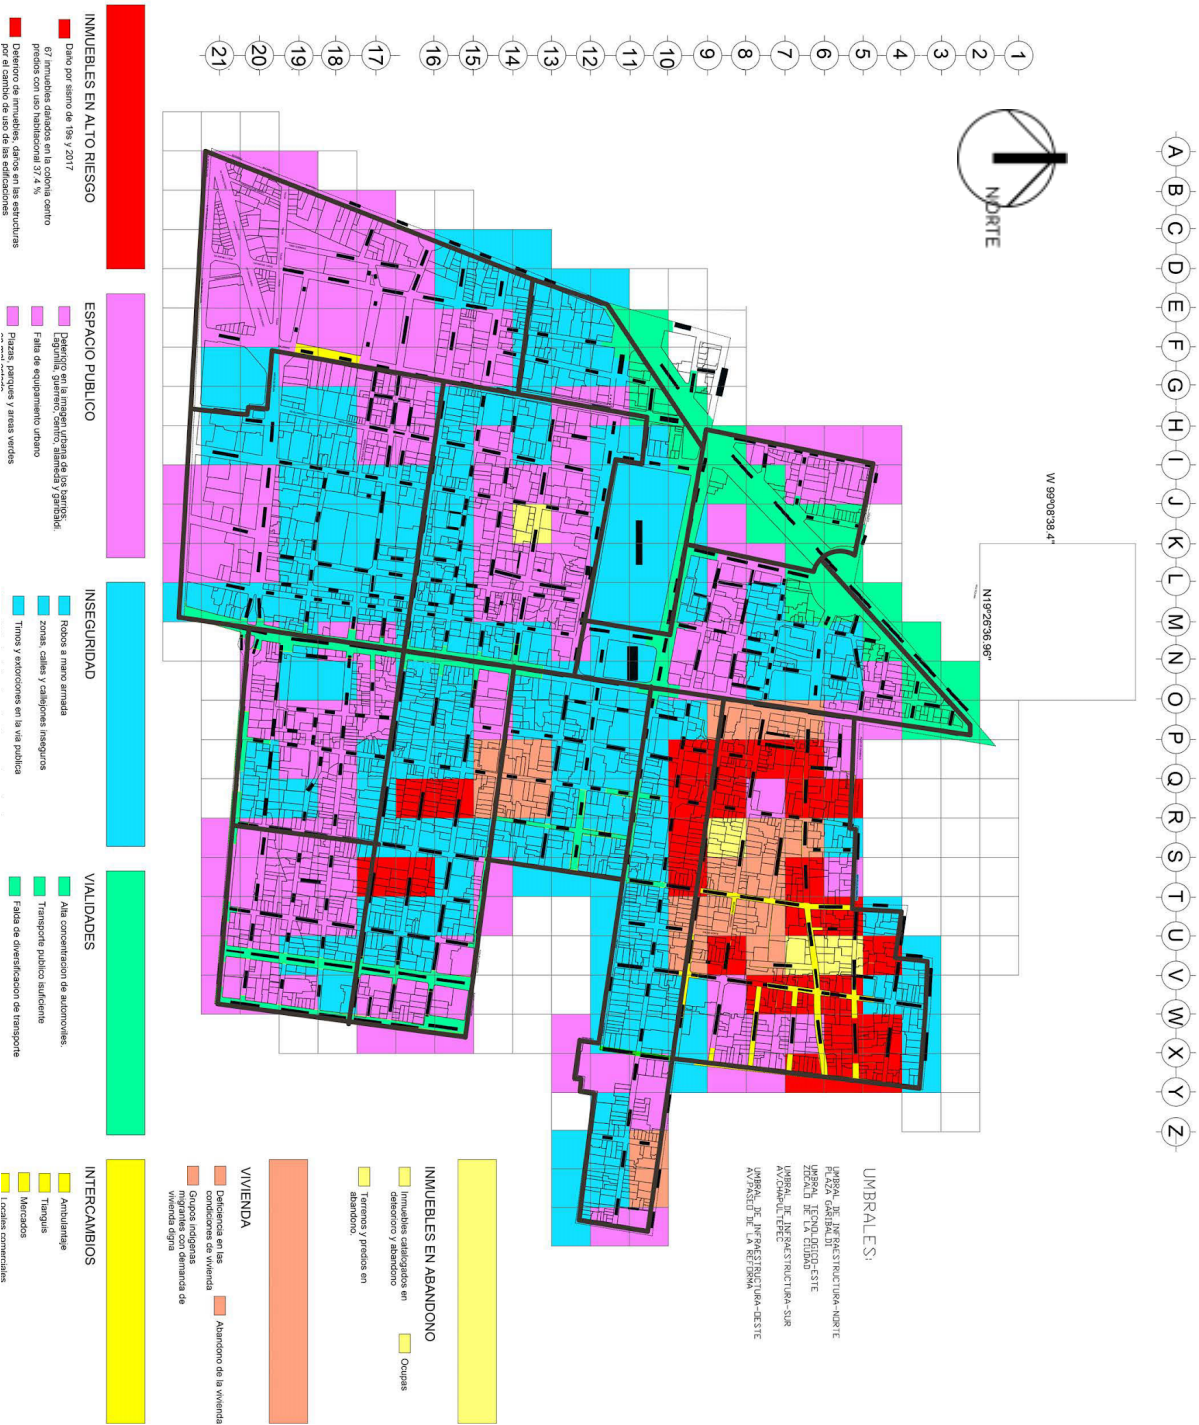 A
B
C
D
E
F
G
H
I
J
K
L
M
N
O
P
Q
R
S
T
U
V
W
X
Y
Z
1
2
3
4
5
6
7
8
9
10
11
12
13
14
15
16
17
18
19
20
21
NORTE
W 99º08'38.4"
N19º26'36.96"
UMBRALES:
UMBRAL DE INFRAESTRUCTURA-NORTE
PLAZA GARIBALDI
UMBRAL TECNOLOGICO-ESTE
ZOCALO DE LA CIUDAD
UMBRAL DE INFRAESTRUCTURA-SUR
AV.CHAPULTEPEC
UMBRAL DE INFRAESTRUCTURA-OESTE
AV.PASEO DE LA REFORMA
INMUEBLES EN ABANDONO
Inmuebles catalogados en
deterioro y abandono
Ocupas
Terrenos y predios en
abandono.
VIVIENDA
Deficiencia en las
condiciones de vivienda
Abandono de la vivienda
Grupos indigenas
migrantes con demanda de
vivienda digna
INMUEBLES EN ALTO RIESGO
Daño por sismo de 19s y 2017
67 inmuebles dañados en la colonia centro
predios con uso habitacional 37.4 %
Deterioro de inmuebles, daños en las estructuras
por el cambio de uso de las edificaciones
ESPACIO PUBLICO
Deterioro en la imagen urbana de los barrios:
Lagunilla, guerrero, centro, alameda y garibaldi.
Falta de equipamiento urbano
Plazas, parques y areas verdes
INSEGURIDAD
Robos a mano armada
zonas, calles y callejones inseguros
Timos y extorciones en la via publica
VIALIDADES
Alta concentracion de automoviles.
Transporte publico isuficiente
Falda de diversificacion de transporte
INTERCAMBIOS
Ambulantaje
Tianguis
Mercados
Locales comerciales